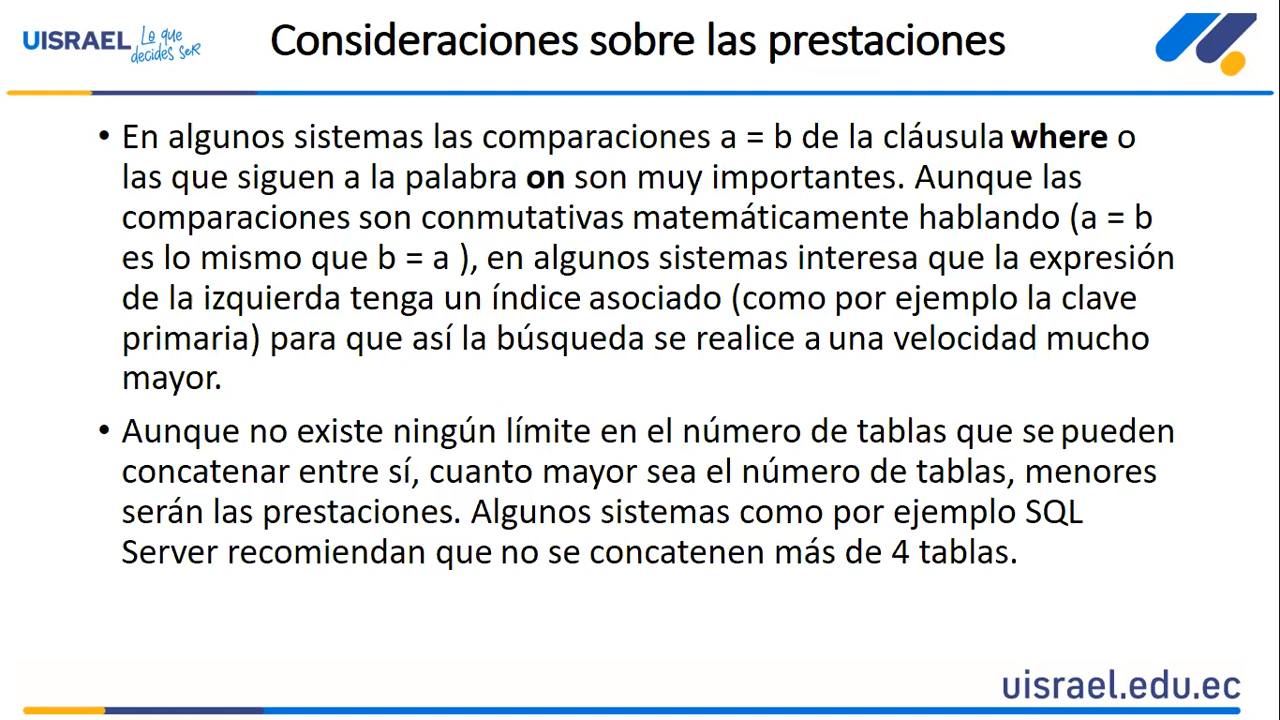 UISRAEL Lo que decides seR
Consideraciones sobre las prestaciones
• En algunos sistemas las comparaciones a = b de la cláusula where o
las que siguen a la palabra on son muy importantes. Aunque las
comparaciones son conmutativas matemáticamente hablando (a = b
es lo mismo que b = a ), en algunos sistemas interesa que la expresión
de la izquierda tenga un índice asociado (como por ejemplo la clave
primaria) para que así la búsqueda se realice a una velocidad mucho
mayor.
• Aunque no existe ningún límite en el número de tablas que se pueden
concatenar entre sí, cuanto mayor sea el número de tablas, menores
serán las prestaciones. Algunos sistemas como por ejemplo SQL
Server recomiendan que no se concatenen más de 4 tablas.
uisrael.edu.ec